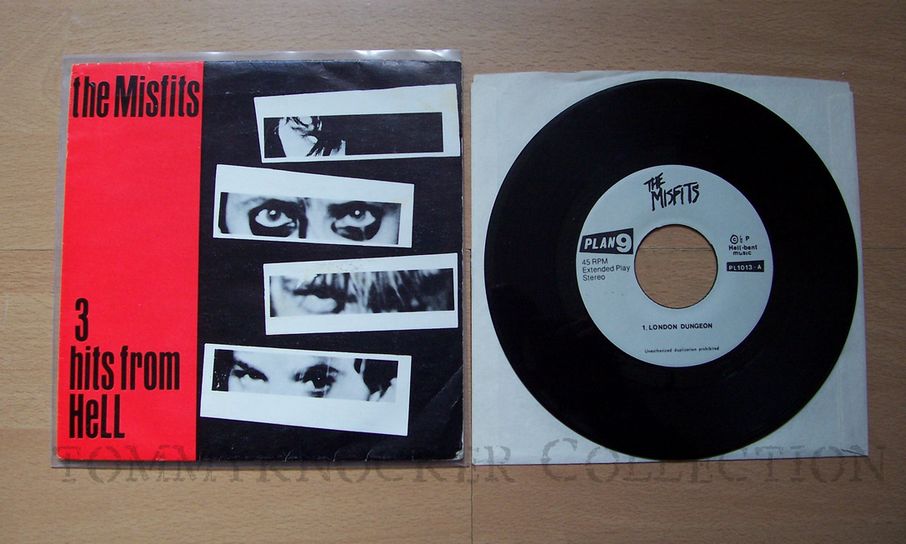 the Misfits
3
hits from
HeLL
THE
MISFITS
PLAN 9
45 RPM
Extended Play
Stereo
© & P
Hell-bent
music
PL1013-A
1. LONDON DUNGEON
Unauthorized duplication prohibited
TOMMYKNOCKER COLLECTION